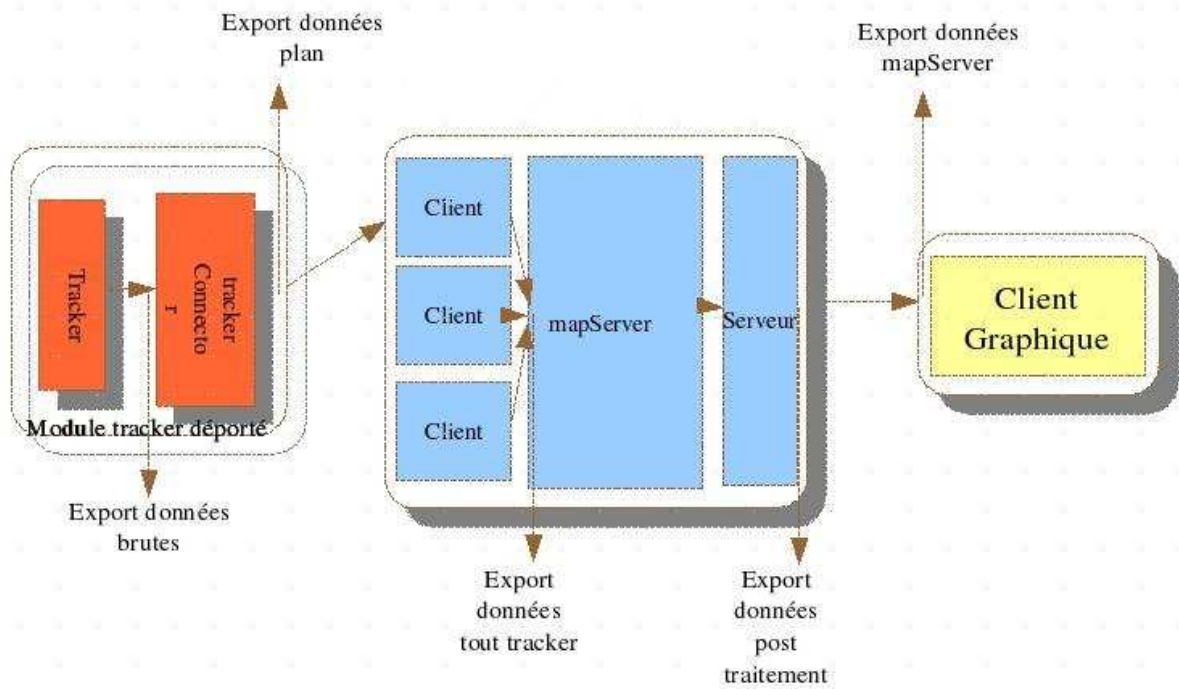 Export données
plan
Export données
mapServer
Tracker
tracker
Connecto
r
Module tracker déporté
Export données
brutes
Client
Client
Client
mapServer
Serveur
Client
Graphique
Export
données
tout tracker
Export
données
post
traitement